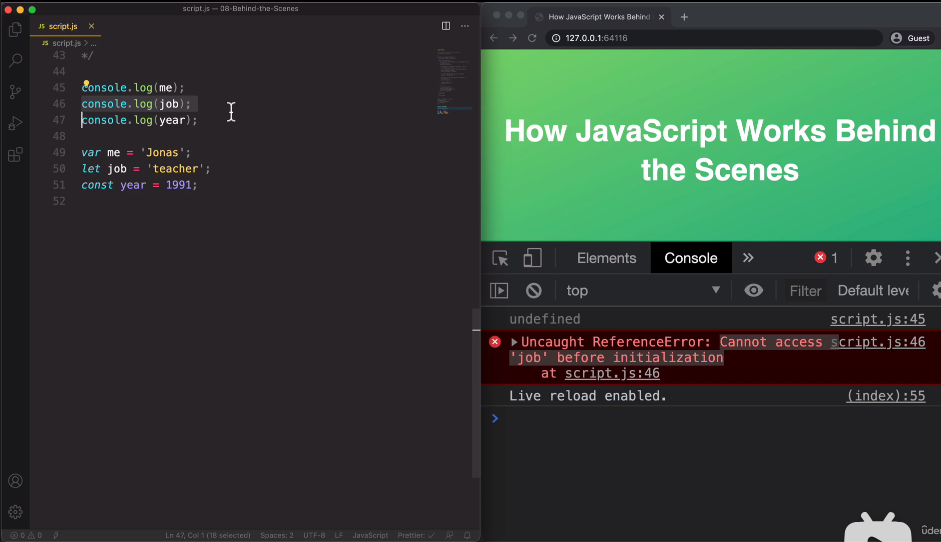 script.js — 08-Behind-the-Scenes
JS script.js ×
JS script.js > ...
43 */
44
45 console.log(me);
46 console.log(job);
47 console.log(year);
48
49 var me = 'Jonas';
50 let job = 'teacher';
51 const year = 1991;
52
0 0 Ln 47, Col 1 (18 selected) Spaces: 2 UTF-8 LF JavaScript Prettier: ✓
How JavaScript Works Behind × +
127.0.0.1:64116 Guest
How JavaScript Works Behind
the Scenes
Elements Console » 1
top Filter Default leve
undefined script.js:45
Uncaught ReferenceError: Cannot access script.js:46
'job' before initialization
at script.js:46
Live reload enabled. (index):55
>